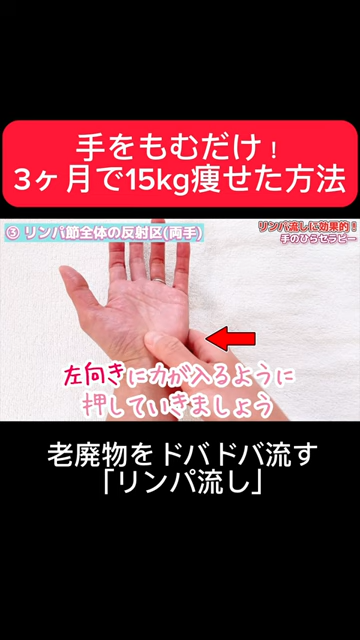 手をもむだけ！
3ヶ月で15kg痩せた方法
③ リンパ節全体の反射区(両手)
リンパ流しに効果的！
手のひらセラピー
左向きに力が入るように
押していきましょう
老廃物をドバドバ流す
「リンパ流し」